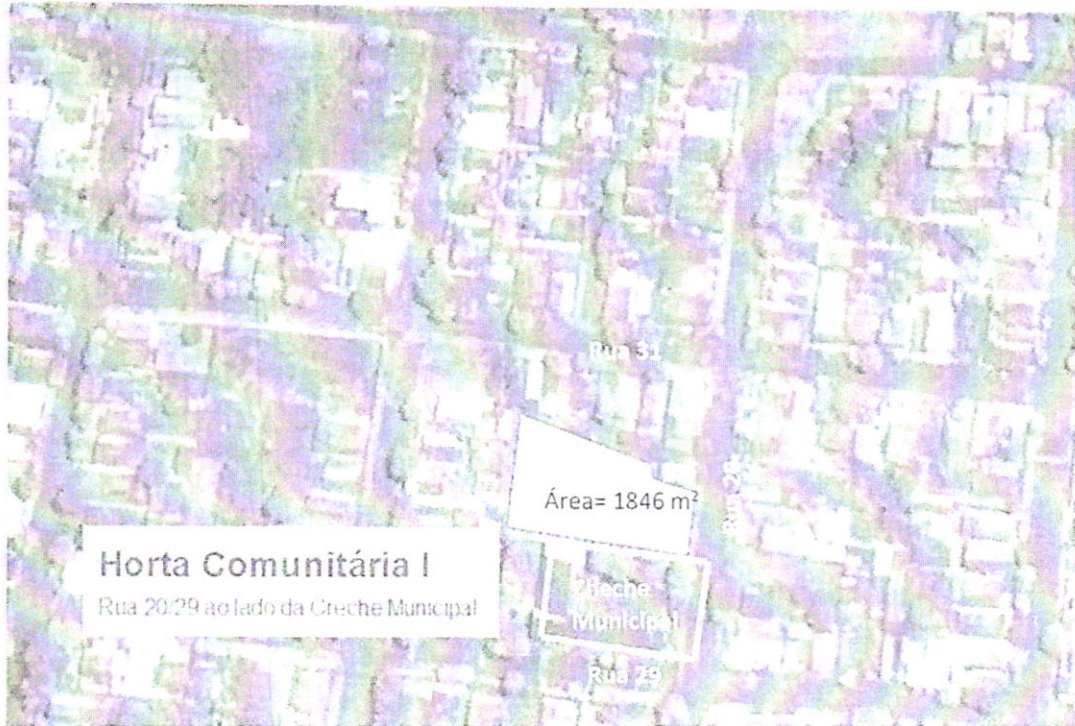 Rua 31
Área= 1846 m²
Horta Comunitária I
Rua 20/29 ao lado da Creche Municipal
Creche
Municipal
Rua 29